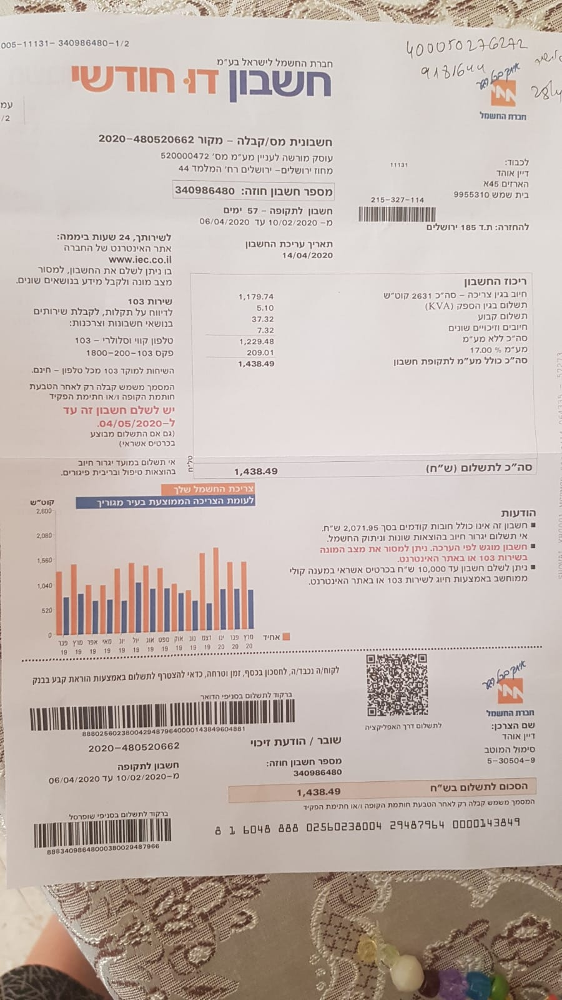 005-11131- 340986480-1/2
400050276272
9181644
חברת החשמל לישראל בע״מ
חשבון דו חודשי
חברת החשמל
/2
חשבונית מס/קבלה – מקור 2020-480520662
עוסק מורשה לעניין מע״מ מס׳ 520000472
מחוז ירושלים– ירושלים רח׳ המלמד 44
מספר חשבון חוזה: 340986480
חשבון לתקופה – 57 ימים
מ- 10/02/2020 עד 06/04/2020
תאריך עריכת החשבון
14/04/2020
11131
לכבוד:
דיין אוהד
הארזים 45א
בית שמש 9955310
215-327-114
להחזרה: ת.ד 185 ירושלים
לשירותך, 24 שעות ביממה:
אתר האינטרנט של החברה
www.iec.co.il
בו ניתן לשלם את החשבון, למסור
מצב מונה ולקבל מידע בנושאים שונים.
שירות 103
לדיווח על תקלות, לקבלת שירותים
בנושאי חשבונות וצרכנות:
טלפון קווי וסלולרי – 103
פקס 1800-200-103
השיחות למוקד 103 מכל טלפון – חינם.
המסמך משמש קבלה רק לאחר הטבעת
חותמת הקופה ו/או חתימת הפקיד
יש לשלם חשבון זה עד
ל–04/05/2020.
(גם אם התשלום מבוצע
בכרטיס אשראי)
אי תשלום במועד יגרור חיוב
בהוצאות טיפול ובריבית פיגורים.
ריכוז החשבון
חיוב בגין צריכה – סה״כ 2631 קוט״ש 1,179.74
תשלום בגין הספק (KVA) 5.10
תשלום קבוע 37.32
חיובים וזיכויים שונים 7.32
סה״כ ללא מע״מ 1,229.48
מע״מ % 17.00 209.01
סה״כ כולל מע״מ לתקופת חשבון 1,438.49
טל״ח
סה״כ לתשלום (ש״ח) 1,438.49
הודעות
חשבון זה אינו כולל חובות קודמים בסך 2,071.95 ש״ח.
אי תשלום יגרור חיוב בהוצאות שונות וניתוק החשמל.
חשבון מוגש לפי הערכה. ניתן למסור את מצב המונה
בשירות 103 או באתר האינטרנט.
ניתן לשלם חשבון עד 10,000 ש״ח בכרטיס אשראי במענה קולי
ממוחשב באמצעות חיוג לשירות 103 או באתר האינטרנט.
צריכת החשמל שלך
לעומת הצריכה הממוצעת בעיר מגוריך
קוט״ש
2,600
2,080
1,560
1,040
520
0
פבר מרץ אפר מאי יונ יול אוג ספט אוק נוב דצמ ינו פבר מרץ
19 19 19 19 19 19 19 19 19 19 19 20 20 20
אחיד
לקוח/ה נכבד/ה, לחסכון בכסף, זמן וטרחה, כדאי להצטרף לתשלום באמצעות הוראת קבע בבנק
ברקוד לתשלום בסניפי הדואר
88802560238004294879640000143849604881
לתשלום דרך האפליקציה
חברת החשמל
שם הצרכן:
דיין אוהד
סימול המוטב
5-30504-9
שובר / הודעת זיכוי
2020-480520662
מספר חשבון חוזה:
340986480
חשבון לתקופה
מ–10/02/2020 עד 06/04/2020
הסכום לתשלום בש״ח 1,438.49
המסמך משמש קבלה רק לאחר הטבעת חותמת הקופה ו/או חתימת הפקיד
ברקוד לתשלום בסניפי שופרסל
8883409864800038002948796​6
8 1 6048 888 02560238004 29487964 0000143849